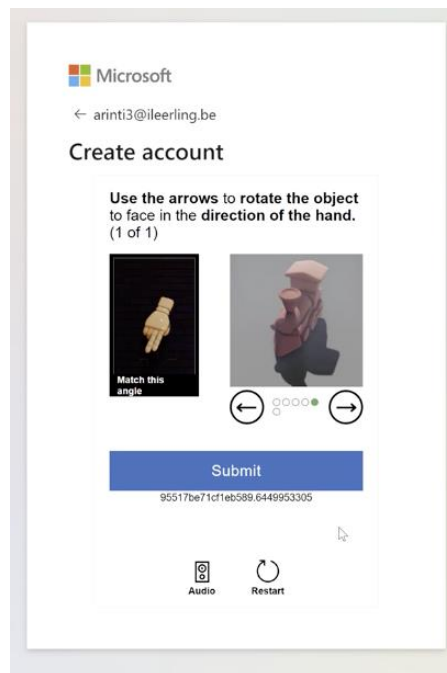 Microsoft
← arinti3@ileerling.be
Create account
Use the arrows to rotate the object
to face in the direction of the hand.
(1 of 1)
Match this
angle
Submit
95517be71cf1eb589.6449953305
Audio
Restart